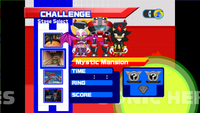 CHALLENGE
Stage Select
Mystic Mansion
TIME : :
RING
SCORE